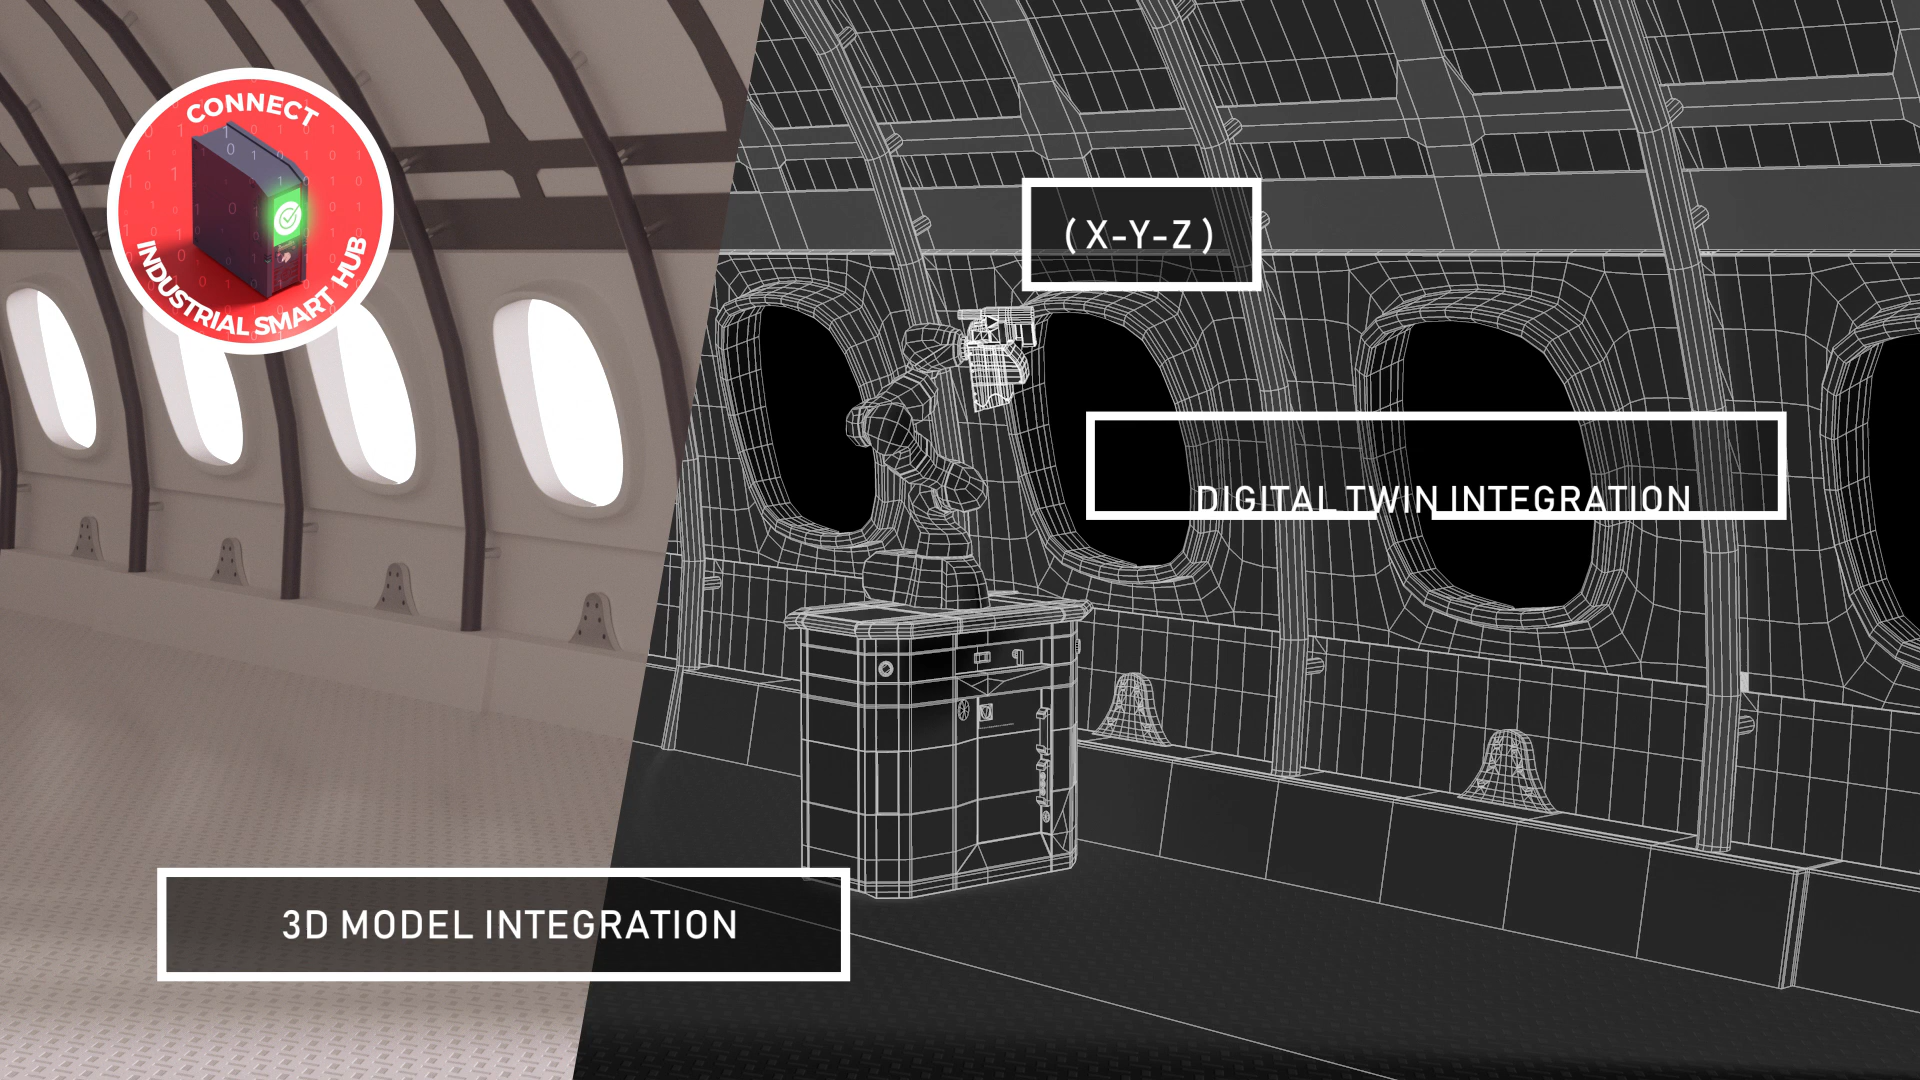 CONNECT
INDUSTRIAL SMART HUB
(X-Y-Z)
DIGITAL TWIN INTEGRATION
3D MODEL INTEGRATION